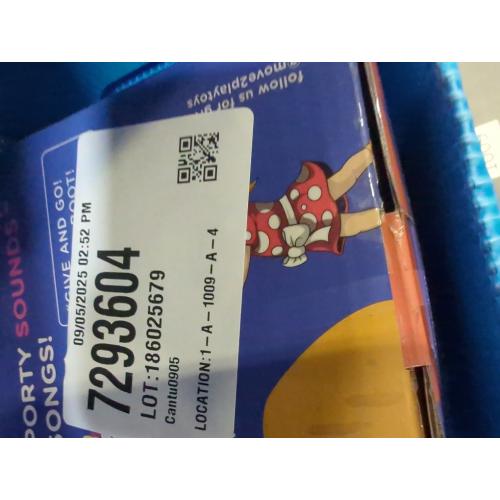 follow us for
@move2playtoys
"GIVE AND GO!
PORTY SOUNDS
SONGS!
09/05/2025 02:52 PM
7293604
LOT:186025679
Cantu0905
LOCATION:1-A-1009-A-4